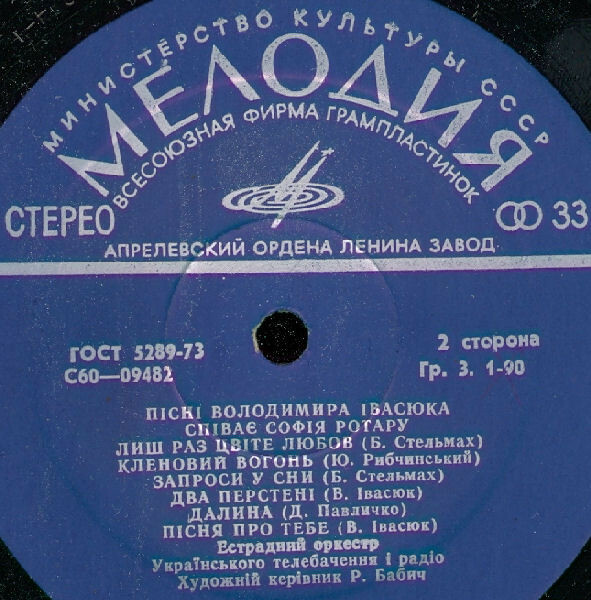 МИНИСТЕРСТВО КУЛЬТУРЫ СССР
МЕЛОДИЯ
ВСЕСОЮЗНАЯ ФИРМА ГРАМПЛАСТИНОК
СТЕРЕО 33
АПРЕЛЕВСКИЙ ОРДЕНА ЛЕНИНА ЗАВОД
ГОСТ 5289-73 2 сторона
С60—09482 Гр. 3. 1-90
ПІСНІ ВОЛОДИМИРА ІВАСЮКА
СПІВАЄ СОФІЯ РОТАРУ
ЛИШ РАЗ ЦВІТЕ ЛЮБОВ (Б. Стельмах)
КЛЕНОВИЙ ВОГОНЬ (Ю. Рибчинський)
ЗАПРОСИ У СНИ (Б. Стельмах)
ДВА ПЕРСТЕНІ (В. Івасюк)
ДАЛИНА (Д. Павличко)
ПІСНЯ ПРО ТЕБЕ (В. Івасюк)
Естрадний оркестр
Українського телебачення і радіо
Художній керівник Р. Бабич